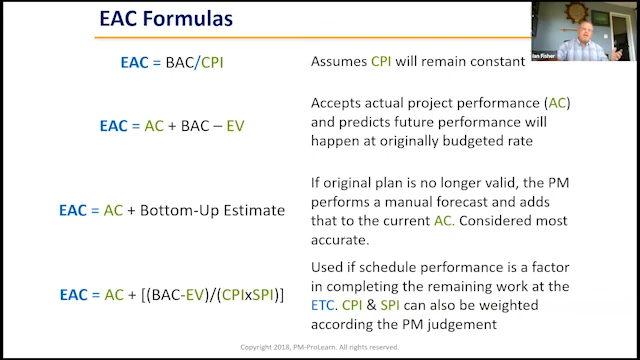 EAC Formulas
EAC = BAC/CPI
Assumes CPI will remain constant
EAC = AC + BAC – EV
Accepts actual project performance (AC)
and predicts future performance will
happen at originally budgeted rate
EAC = AC + Bottom-Up Estimate
If original plan is no longer valid, the PM
performs a manual forecast and adds
that to the current AC. Considered most
accurate.
EAC = AC + [(BAC-EV)/(CPIxSPI)]
Used if schedule performance is a factor
in completing the remaining work at the
ETC. CPI & SPI can also be weighted
according the PM judgement
Copyright 2018, PM-ProLearn. All rights reserved.
Fisher